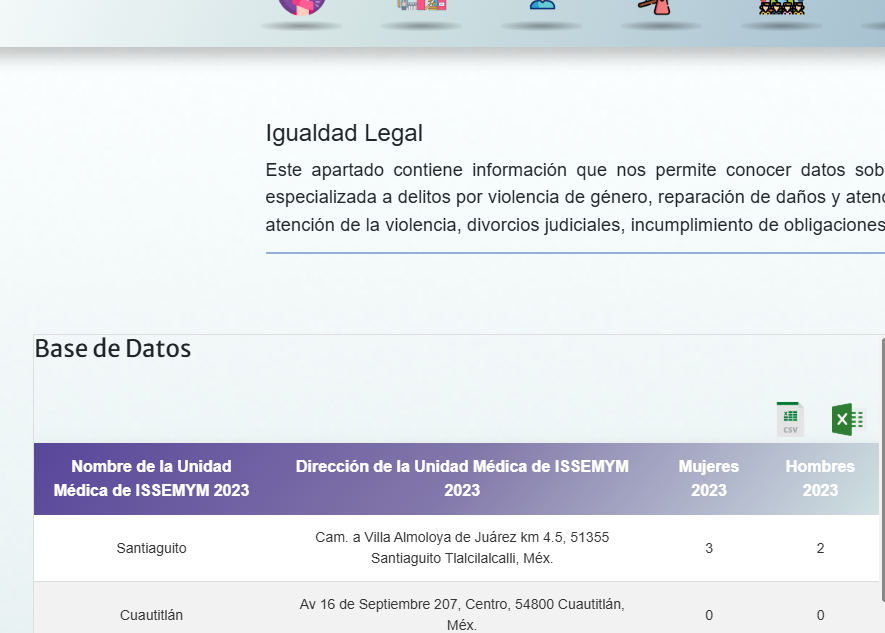 Igualdad Legal
Este apartado contiene información que nos permite conocer datos sob
especializada a delitos por violencia de género, reparación de daños y aten
atención de la violencia, divorcios judiciales, incumplimiento de obligaciones
Base de Datos
CSV
Nombre de la Unidad
Médica de ISSEMYM 2023
Dirección de la Unidad Médica de ISSEMYM
2023
Mujeres
2023
Hombres
2023
Santiaguito
Cam. a Villa Almoloya de Juárez km 4.5, 51355
Santiaguito Tlalcilalcalli, Méx.
3
2
Cuautitlán
Av 16 de Septiembre 207, Centro, 54800 Cuautitlán,
Méx.
0
0